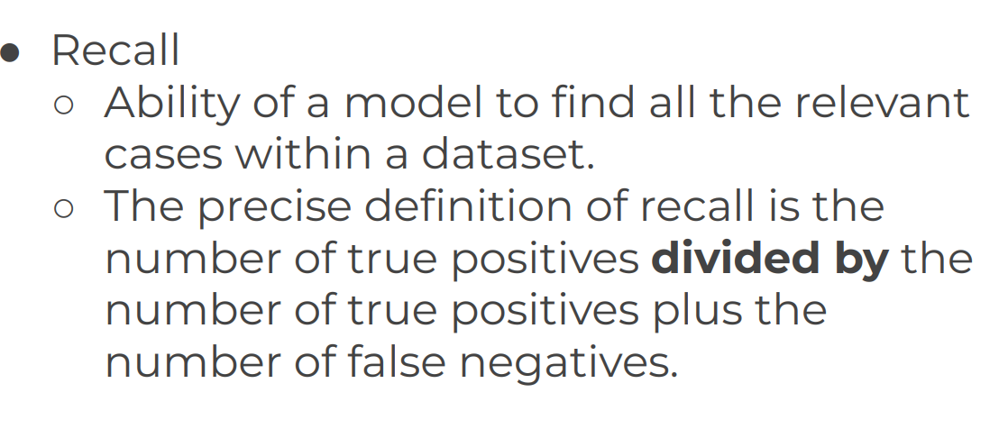 ● Recall
○ Ability of a model to find all the relevant
cases within a dataset.
○ The precise definition of recall is the
number of true positives divided by the
number of true positives plus the
number of false negatives.